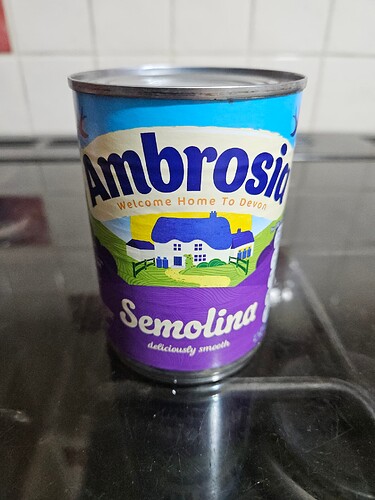 Ambrosia
Welcome Home To Devon
Semolina
deliciously smooth